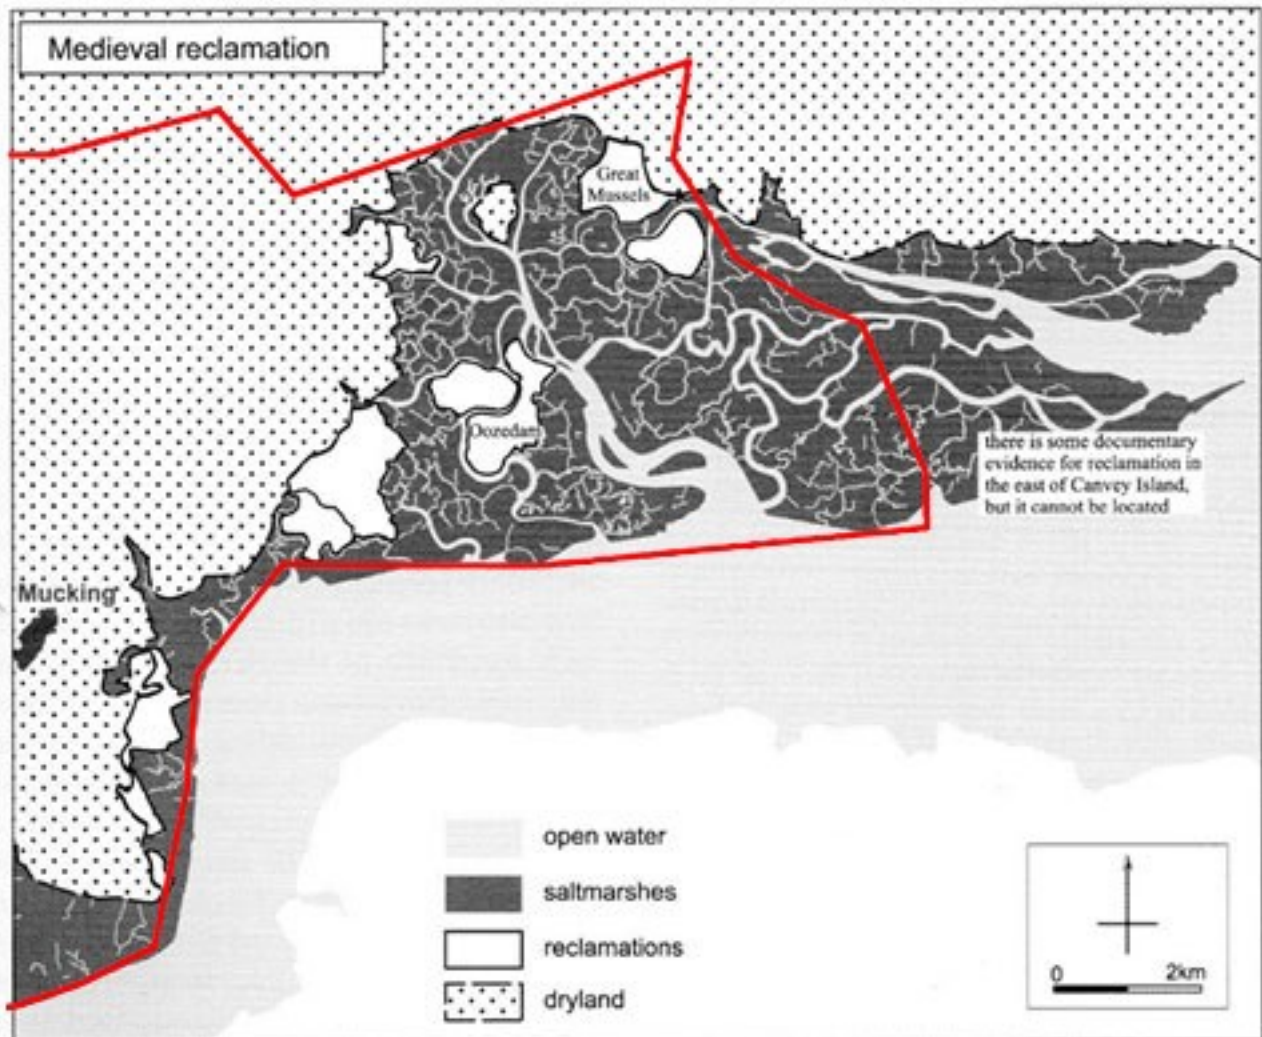 Medieval reclamation
Great
Mussels
Oozedam
there is some documentary
evidence for reclamation in
the east of Canvey Island,
but it cannot be located
Mucking
open water
saltmarshes
reclamations
dryland
0 2km